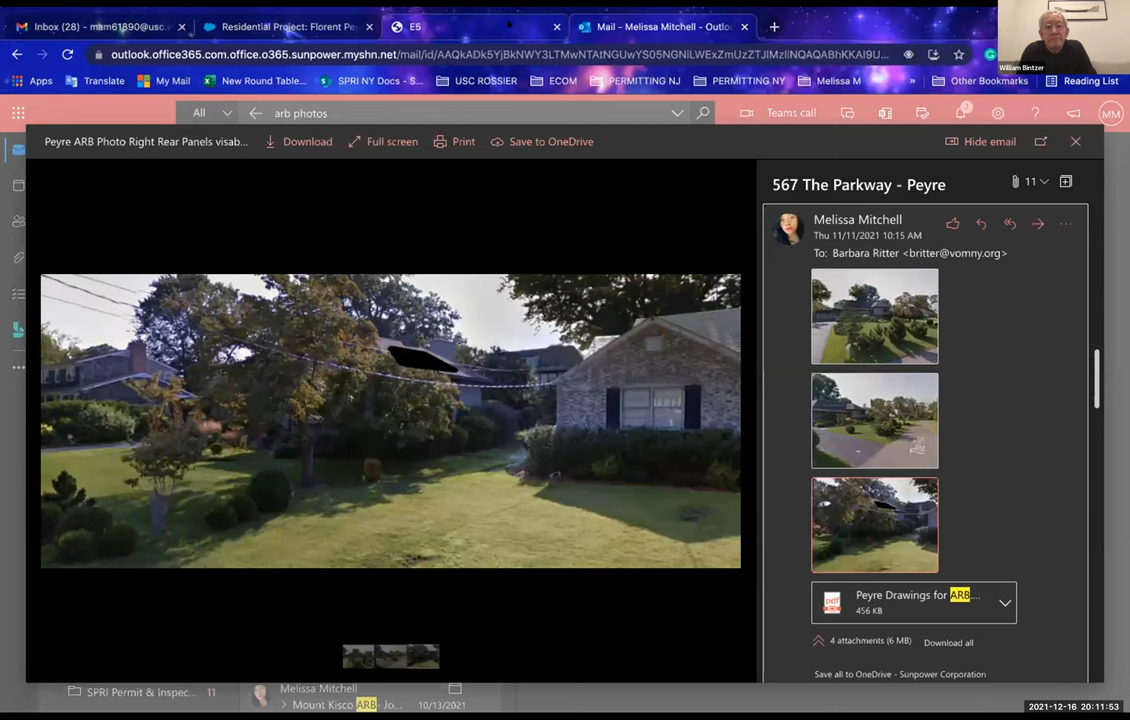 Inbox (30) - mam61890@usc.
Residential Project: Florent Pe
E5
Mail - Melissa Mitchell - Outlo
outlook.office365.com.o365.sunpower.myshn.net/mail/id/
Apps
Translate
My Mail
New Round Table...
SPRI NY Docs - S...
USC ROSSIER
ECOM
PERMITTING NJ
PERMITTING NY
Melissa M
»
Other Bookmarks
Reading List
William Bintzer
All
arb photos
Teams call
2
MM
Peyre ARB Photo Right Rear Panels visab...
Download
Full screen
Print
Save to OneDrive
Hide email
567 The Parkway - Peyre
11
Melissa Mitchell
Thu 11/11/2021 10:15 AM
To: Barbara Ritter <britter@vomny.org>
pdf
Peyre Drawings for ARB....
456 KB
4 attachments (6 MB)
Download all
Save all to OneDrive - Sunpower Corporation
SPRI Permit & Inspec...
11
Melissa Mitchell
Mount Kisco ARB- Jo...
10/13/2021
2021-12-16 20:11:53